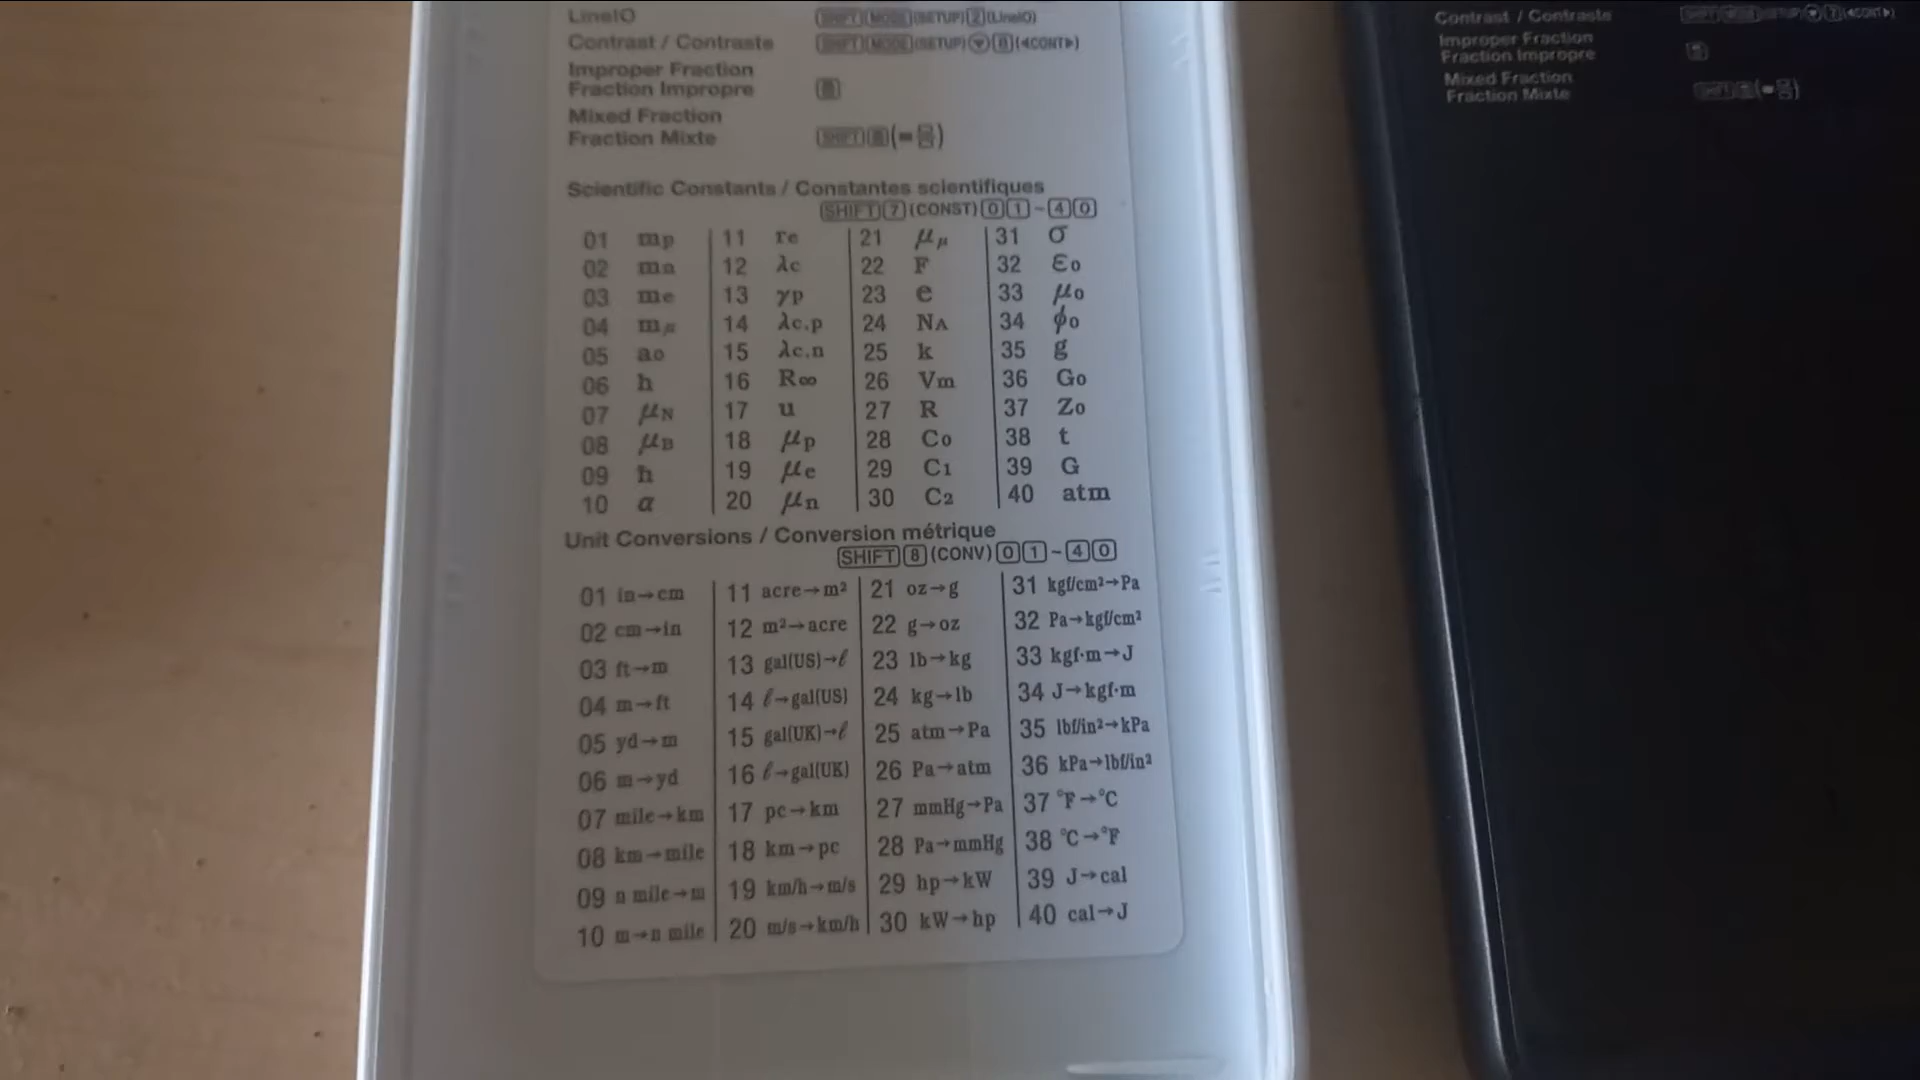 LineIO SHIFT MODE (SETUP) 2 (LineIO)
Contrast / Contraste SHIFT MODE (SETUP) ▼ 8 (◄CONT►)
Improper Fraction
Fraction Impropre
Mixed Fraction
Fraction Mixte SHIFT
Scientific Constants / Constantes scientifiques
SHIFT 7 (CONST) 0 1 ~ 4 0
01 mp 11 re 21 μμ 31 σ
02 mn 12 λc 22 F 32 ε0
03 me 13 γp 23 e 33 μ0
04 mμ 14 λc.p 24 NA 34 ϕ0
05 a0 15 λc.n 25 k 35 g
06 h 16 R∞ 26 Vm 36 G0
07 μN 17 u 27 R 37 Z0
08 μB 18 μp 28 C0 38 t
09 ħ 19 μe 29 C1 39 G
10 α 20 μn 30 C2 40 atm
Unit Conversions / Conversion métrique
SHIFT 8 (CONV) 0 1 ~ 4 0
01 in→cm 11 acre→m² 21 oz→g 31 kgf/cm²→Pa
02 cm→in 12 m²→acre 22 g→oz 32 Pa→kgf/cm²
03 ft→m 13 gal(US)→ℓ 23 lb→kg 33 kgf·m→J
04 m→ft 14 ℓ→gal(US) 24 kg→lb 34 J→kgf·m
05 yd→m 15 gal(UK)→ℓ 25 atm→Pa 35 lbf/in²→kPa
06 m→yd 16 ℓ→gal(UK) 26 Pa→atm 36 kPa→lbf/in²
07 mile→km 17 pc→km 27 mmHg→Pa 37 °F→°C
08 km→mile 18 km→pc 28 Pa→mmHg 38 °C→°F
09 n mile→m 19 km/h→m/s 29 hp→kW 39 J→cal
10 m→n mile 20 m/s→km/h 30 kW→hp 40 cal→J
Contrast / Contraste
Improper Fraction
Fraction Impropre
Mixed Fraction
Fraction Mixte